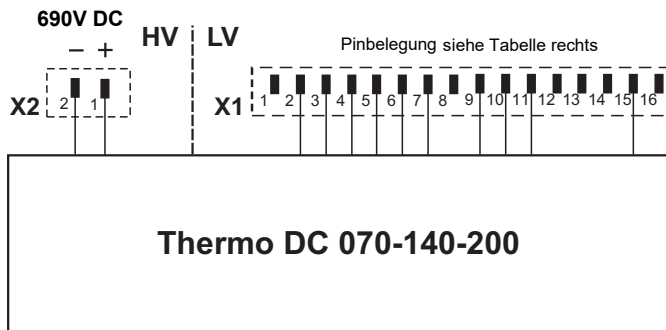 690V DC
− +
HV LV
Pinbelegung siehe Tabelle rechts
X2 2 1
X1 1 2 3 4 5 6 7 8 9 10 11 12 13 14 15 16
Thermo DC 070-140-200